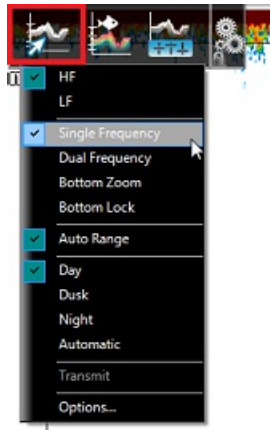 HF
LF
Single Frequency
Dual Frequency
Bottom Zoom
Bottom Lock
Auto Range
Day
Dusk
Night
Automatic
Transmit
Options...